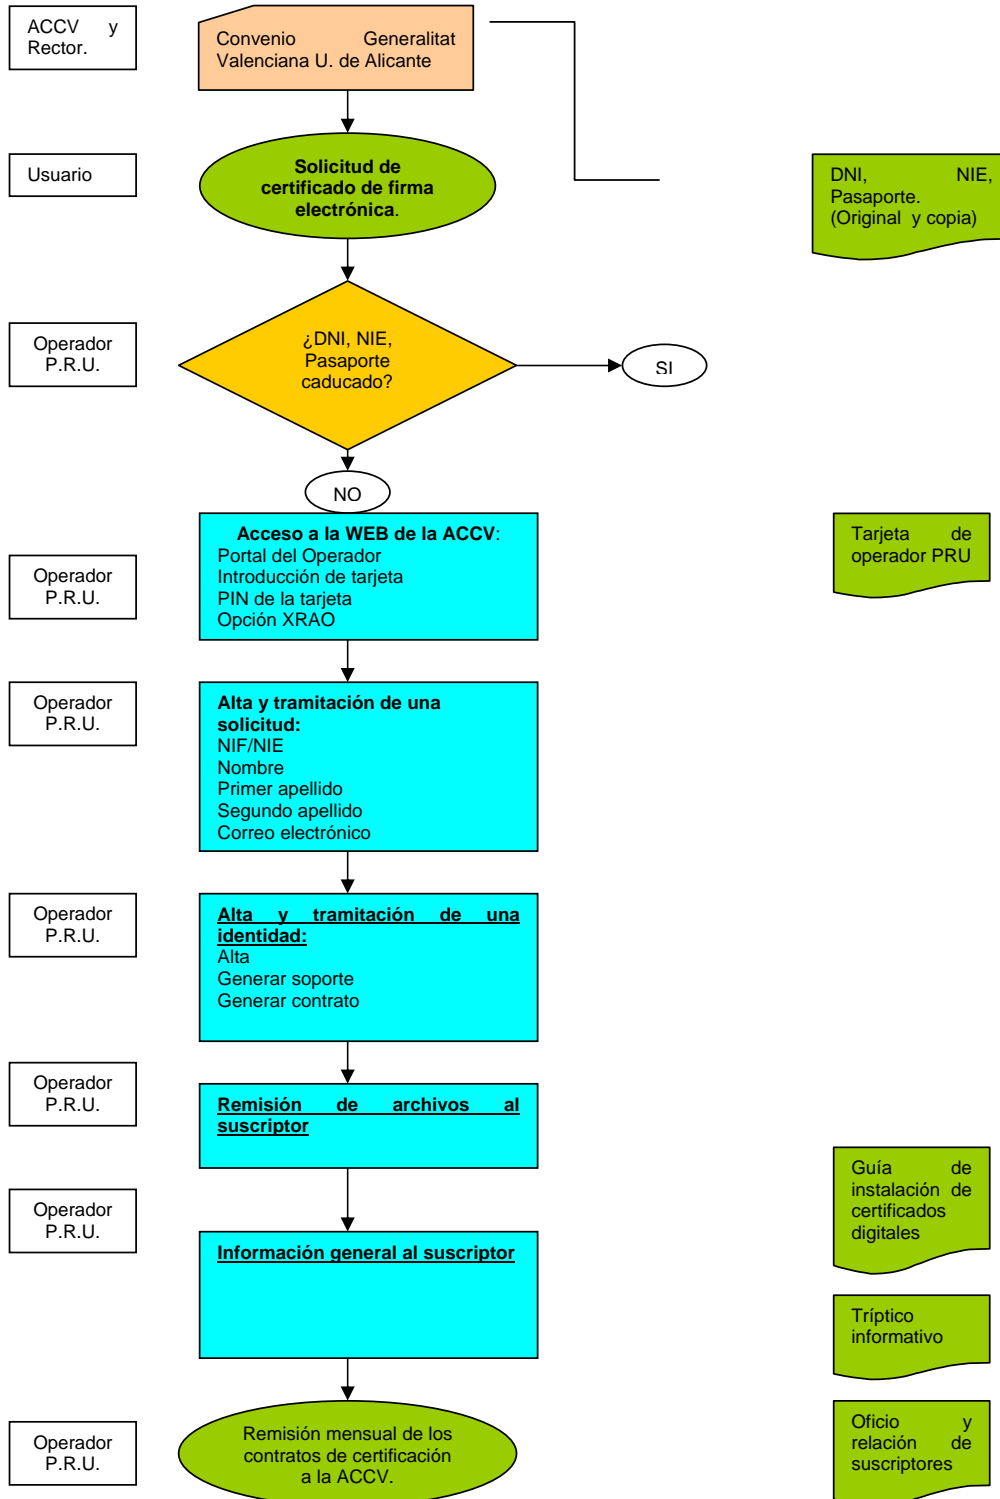 ACCV y
Rector.
Convenio Generalitat
Valenciana U. de Alicante
Usuario
Solicitud de
certificado de firma
electrónica.
DNI, NIE,
Pasaporte.
(Original y copia)
Operador
P.R.U.
¿DNI, NIE,
Pasaporte
caducado?
SI
NO
Operador
P.R.U.
Acceso a la WEB de la ACCV:
Portal del Operador
Introducción de tarjeta
PIN de la tarjeta
Opción XRAO
Tarjeta de
operador PRU
Operador
P.R.U.
Alta y tramitación de una
solicitud:
NIF/NIE
Nombre
Primer apellido
Segundo apellido
Correo electrónico
Operador
P.R.U.
Alta y tramitación de una
identidad:
Alta
Generar soporte
Generar contrato
Operador
P.R.U.
Remisión de archivos al
suscriptor
Operador
P.R.U.
Información general al suscriptor
Guía de
instalación de
certificados
digitales
Tríptico
informativo
Operador
P.R.U.
Remisión mensual de los
contratos de certificación
a la ACCV.
Oficio y
relación de
suscriptores